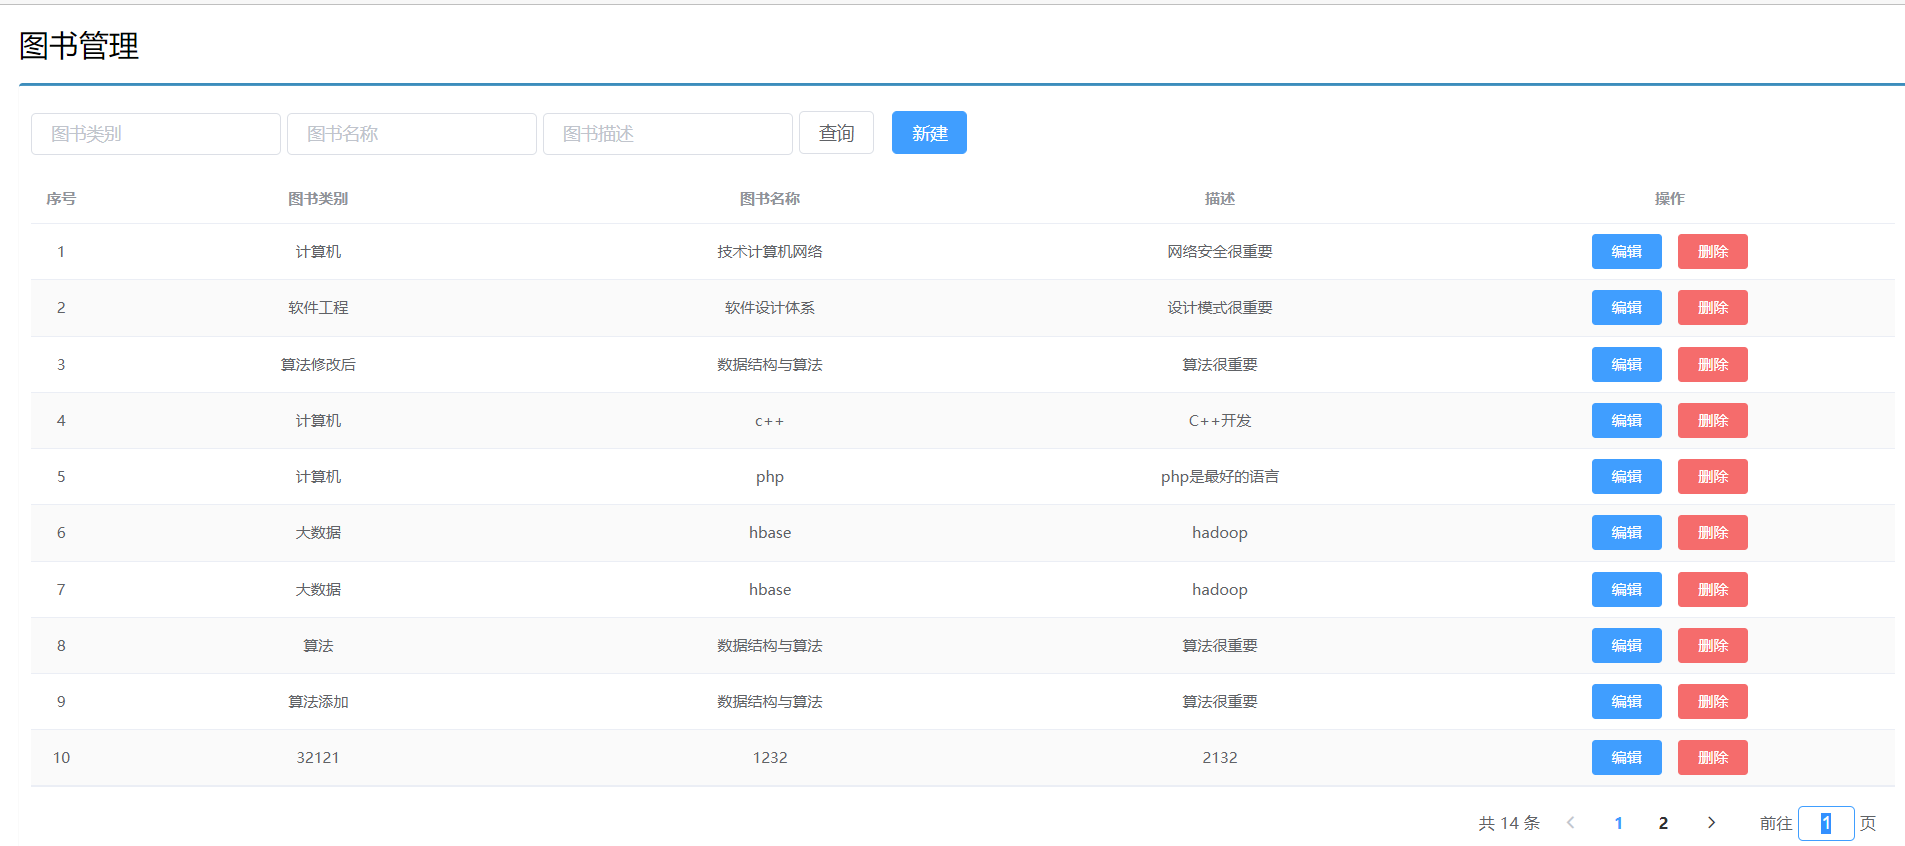 图书管理
图书类别 图书名称 图书描述 查询 新建
序号 图书类别 图书名称 描述 操作
1 计算机 技术计算机网络 网络安全很重要 编辑 删除
2 软件工程 软件设计体系 设计模式很重要 编辑 删除
3 算法修改后 数据结构与算法 算法很重要 编辑 删除
4 计算机 c++ C++开发 编辑 删除
5 计算机 php php是最好的语言 编辑 删除
6 大数据 hbase hadoop 编辑 删除
7 大数据 hbase hadoop 编辑 删除
8 算法 数据结构与算法 算法很重要 编辑 删除
9 算法添加 数据结构与算法 算法很重要 编辑 删除
10 32121 1232 2132 编辑 删除
共 14 条 1 2 前往 1 页